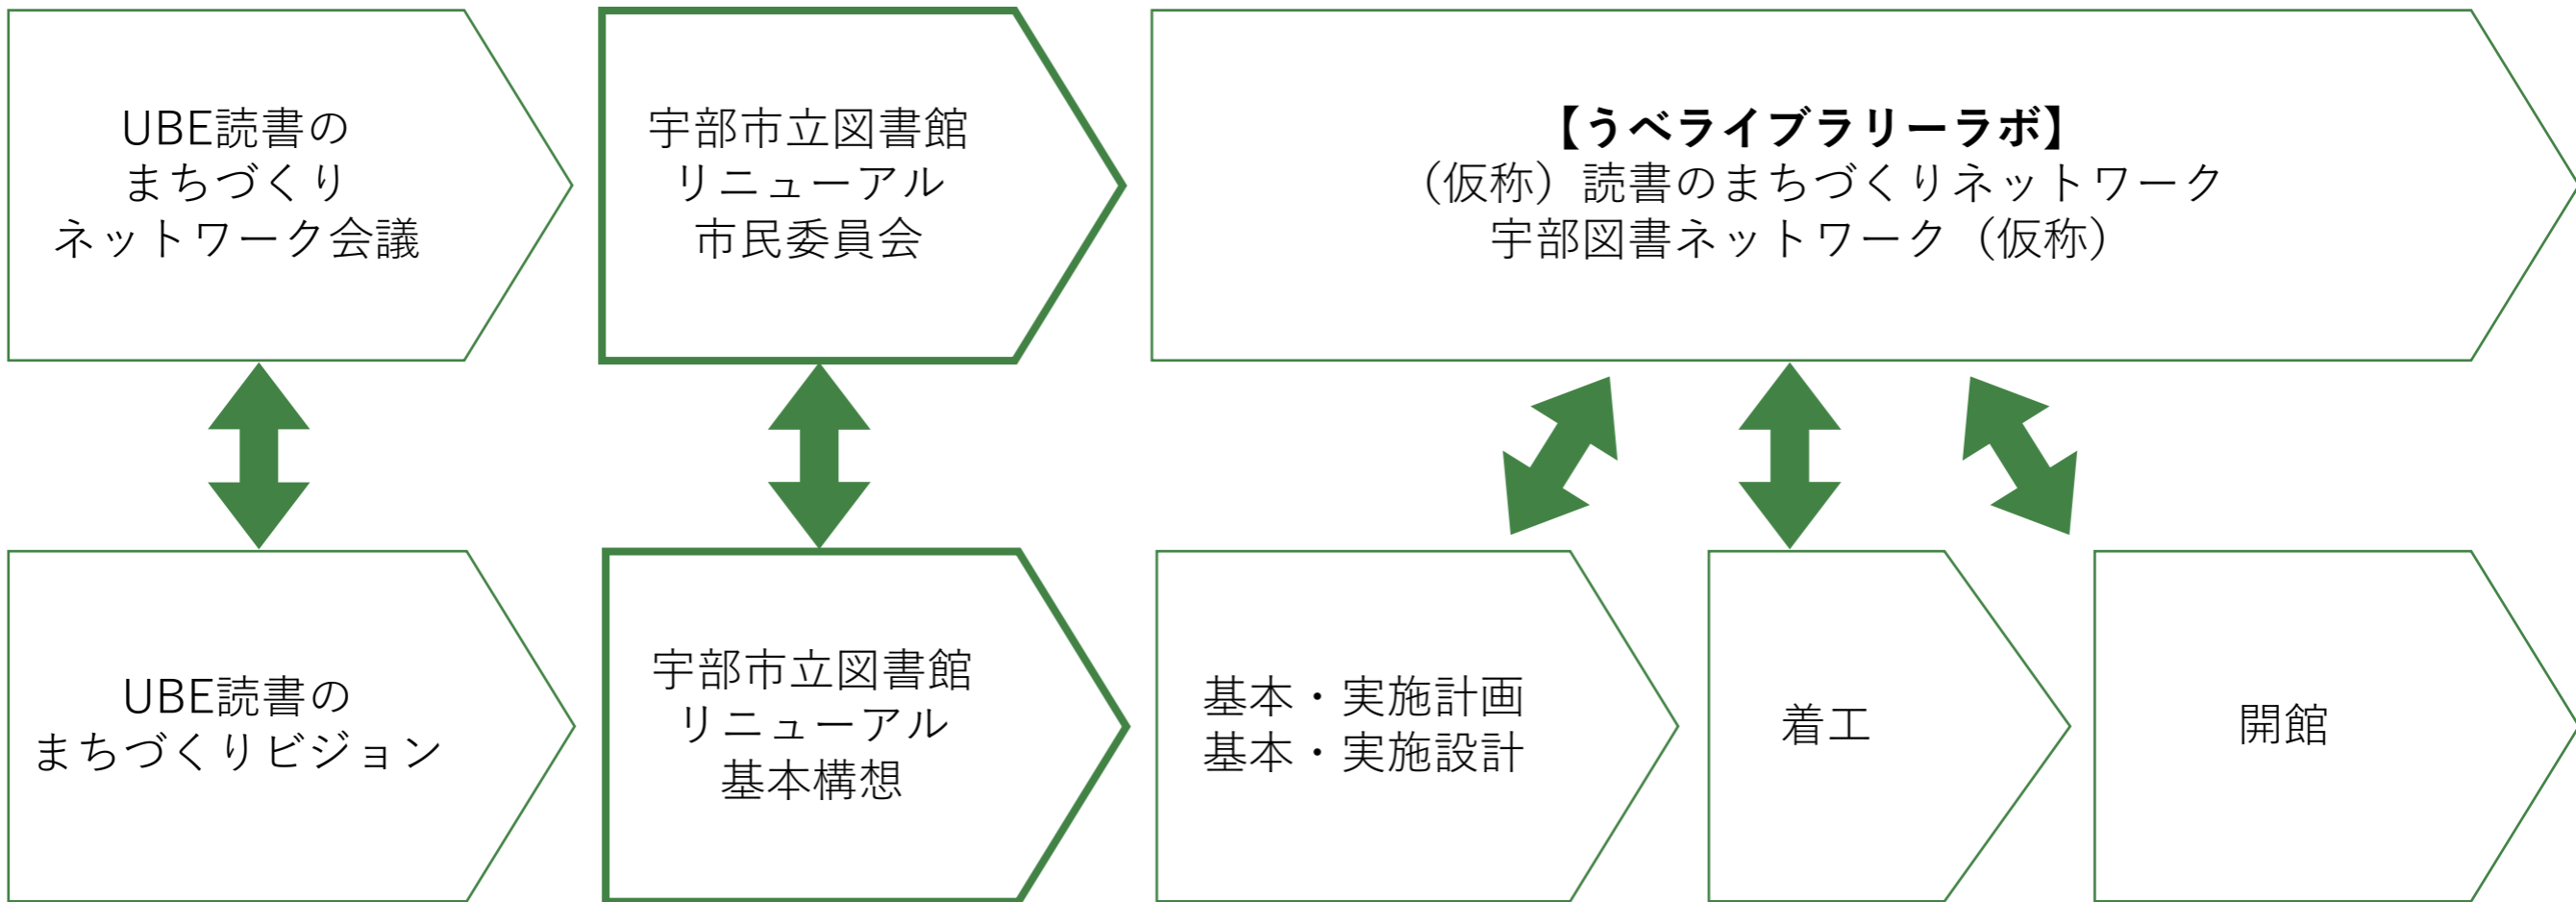 UBE読書の
まちづくり
ネットワーク会議
宇部市立図書館
リニューアル
市民委員会
【うべライブラリーラボ】
（仮称）読書のまちづくりネットワーク
宇部図書ネットワーク（仮称）
UBE読書の
まちづくりビジョン
宇部市立図書館
リニューアル
基本構想
基本・実施計画
基本・実施設計
着工
開館